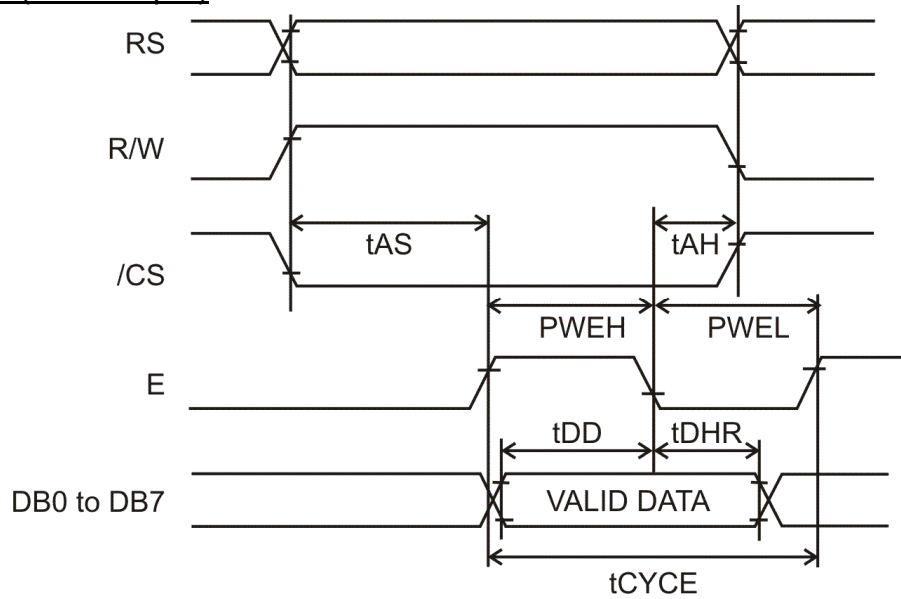 RS
R/W
tAS
tAH
/CS
PWEH
PWEL
E
tDD
tDHR
DB0 to DB7
VALID DATA
tCYCE